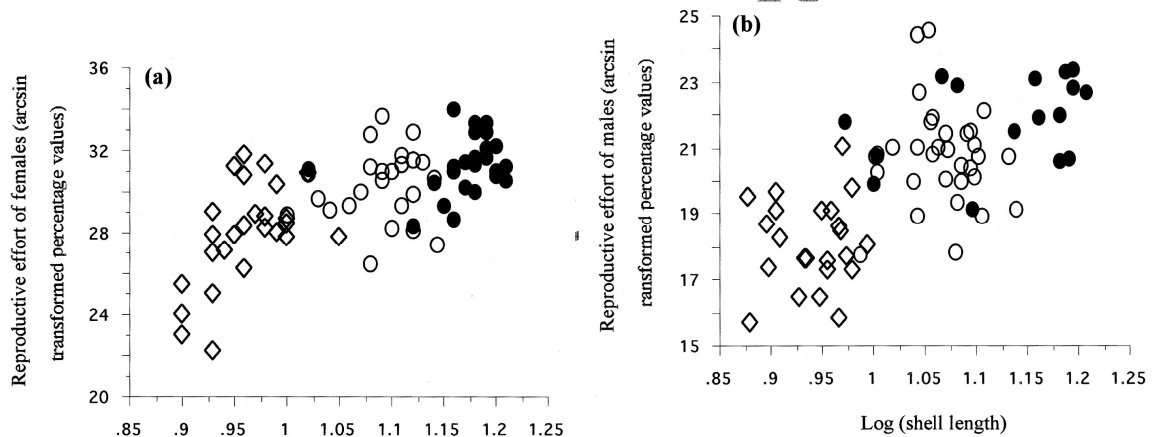 (a)
Reproductive effort of females (arcsin
transformed percentage values)
36
32
28
24
20
.85 .9 .95 1 1.05 1.1 1.15 1.2 1.25
(b)
Reproductive effort of males (arcsin
ransformed percentage values)
25
23
21
19
17
15
.85 .9 .95 1 1.05 1.1 1.15 1.2 1.25
Log (shell length)